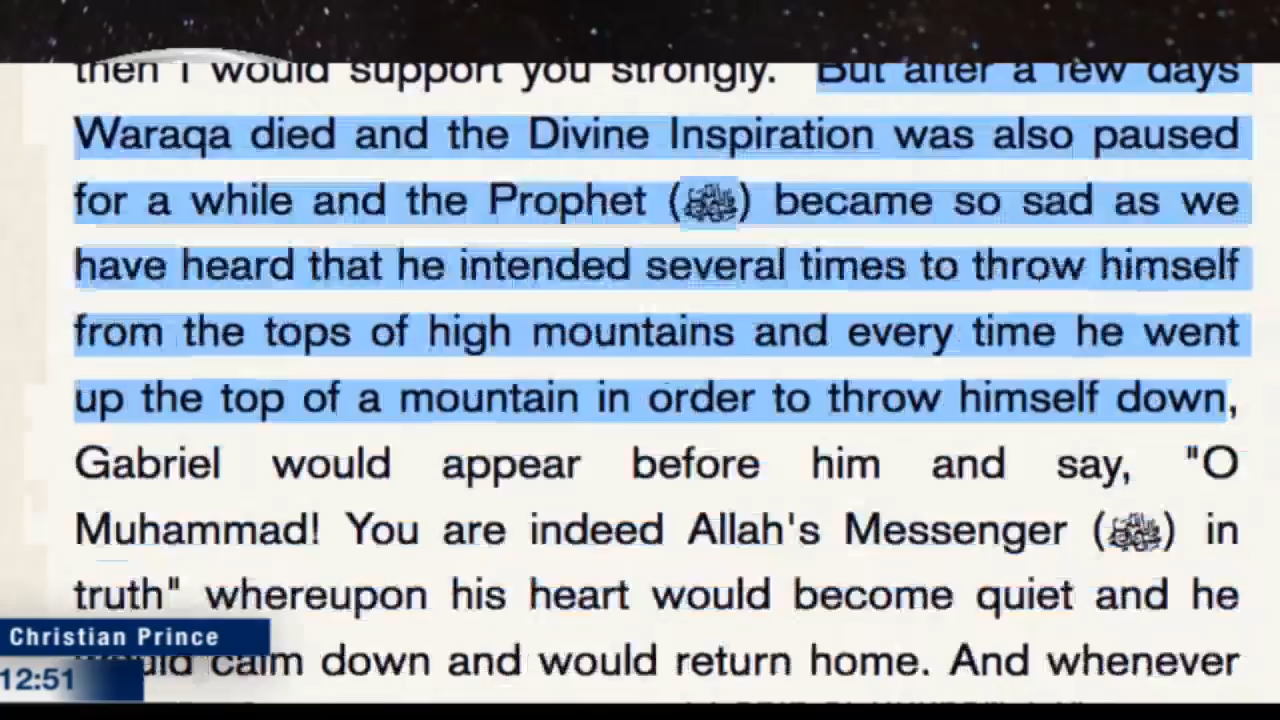 then I would support you strongly. But after a few days
Waraqa died and the Divine Inspiration was also paused
for a while and the Prophet (ﷺ) became so sad as we
have heard that he intended several times to throw himself
from the tops of high mountains and every time he went
up the top of a mountain in order to throw himself down,
Gabriel would appear before him and say, "O
Muhammad! You are indeed Allah's Messenger (ﷺ) in
truth" whereupon his heart would become quiet and he
would calm down and would return home. And whenever
Christian Prince
12:51